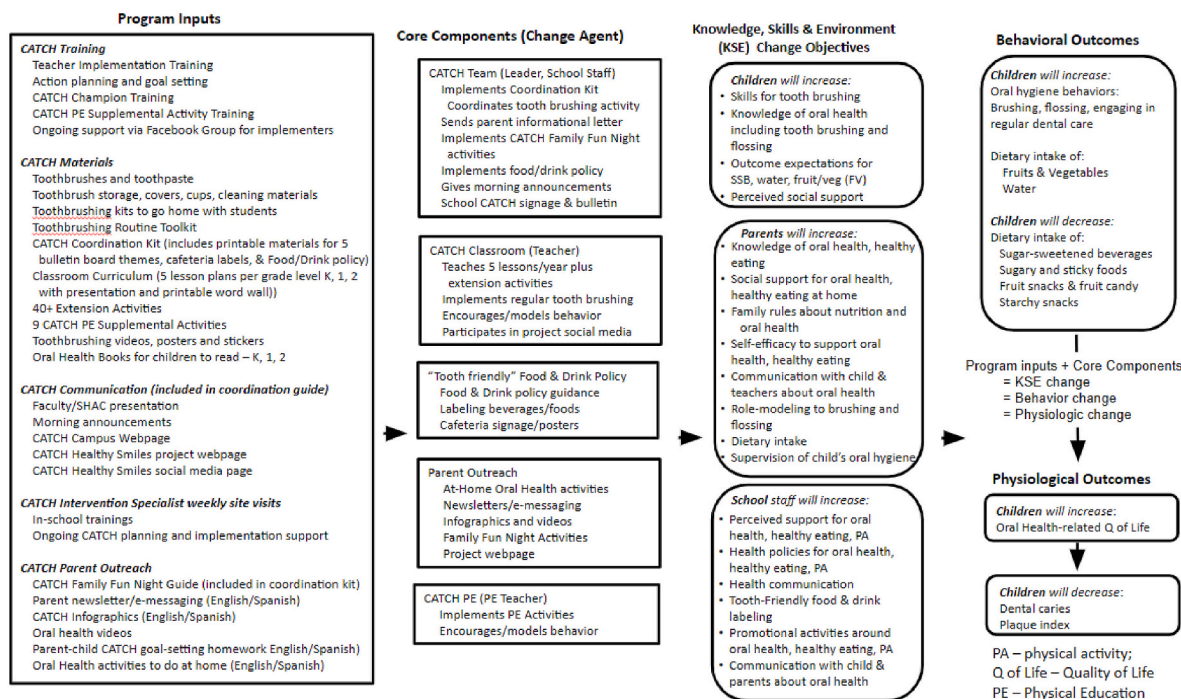 Program Inputs
CATCH Training
Teacher Implementation Training
Action planning and goal setting
CATCH Champion Training
CATCH PE Supplemental Activity Training
Ongoing support via Facebook Group for implementers
CATCH Materials
Toothbrushes and toothpaste
Toothbrush storage, covers, cups, cleaning materials
Toothbrushing kits to go home with students
Toothbrushing Routine Toolkit
CATCH Coordination Kit (includes printable materials for 5
bulletin board themes, cafeteria labels, & Food/Drink policy)
Classroom Curriculum (5 lesson plans per grade level K, 1, 2
with presentation and printable word wall))
40+ Extension Activities
9 CATCH PE Supplemental Activities
Toothbrushing videos, posters and stickers
Oral Health Books for children to read – K, 1, 2
CATCH Communication (included in coordination guide)
Faculty/SHAC presentation
Morning announcements
CATCH Campus Webpage
CATCH Healthy Smiles project webpage
CATCH Healthy Smiles social media page
CATCH Intervention Specialist weekly site visits
In-school trainings
Ongoing CATCH planning and implementation support
CATCH Parent Outreach
CATCH Family Fun Night Guide (included in coordination kit)
Parent newsletter/e-messaging (English/Spanish)
CATCH Infographics (English/Spanish)
Oral health videos
Parent-child CATCH goal-setting homework English/Spanish)
Oral Health activities to do at home (English/Spanish)
Core Components (Change Agent)
CATCH Team (Leader, School Staff)
Implements Coordination Kit
Coordinates tooth brushing activity
Sends parent informational letter
Implements CATCH Family Fun Night
activities
Implements food/drink policy
Gives morning announcements
School CATCH signage & bulletin
CATCH Classroom (Teacher)
Teaches 5 lessons/year plus
extension activities
Implements regular tooth brushing
Encourages/models behavior
Participates in project social media
“Tooth friendly” Food & Drink Policy
Food & Drink policy guidance
Labeling beverages/foods
Cafeteria signage/posters
Parent Outreach
At-Home Oral Health activities
Newsletters/e-messaging
Infographics and videos
Family Fun Night Activities
Project webpage
CATCH PE (PE Teacher)
Implements PE Activities
Encourages/models behavior
Knowledge, Skills & Environment
(KSE) Change Objectives
Children will increase:
• Skills for tooth brushing
• Knowledge of oral health
including tooth brushing and
flossing
• Outcome expectations for
SSB, water, fruit/veg (FV)
• Perceived social support
Parents will increase:
• Knowledge of oral health, healthy
eating
• Social support for oral health,
healthy eating at home
• Family rules about nutrition and
oral health
• Self-efficacy to support oral
health, healthy eating
• Communication with child &
teachers about oral health
• Role-modeling to brushing and
flossing
• Dietary intake
• Supervision of child’s oral hygiene
School staff will increase:
• Perceived support for oral
health, healthy eating, PA
• Health policies for oral health,
healthy eating, PA
• Health communication
• Tooth-Friendly food & drink
labeling
• Promotional activities around
oral health, healthy eating, PA
• Communication with child &
parents about oral health
Behavioral Outcomes
Children will increase:
Oral hygiene behaviors:
Brushing, flossing, engaging in
regular dental care
Dietary intake of:
Fruits & Vegetables
Water
Children will decrease:
Dietary intake of:
Sugar-sweetened beverages
Sugary and sticky foods
Fruit snacks & fruit candy
Starchy snacks
Program inputs + Core Components
= KSE change
= Behavior change
= Physiologic change
Physiological Outcomes
Children will increase:
Oral Health-related Q of Life
Children will decrease:
Dental caries
Plaque index
PA – physical activity;
Q of Life – Quality of Life
PE – Physical Education